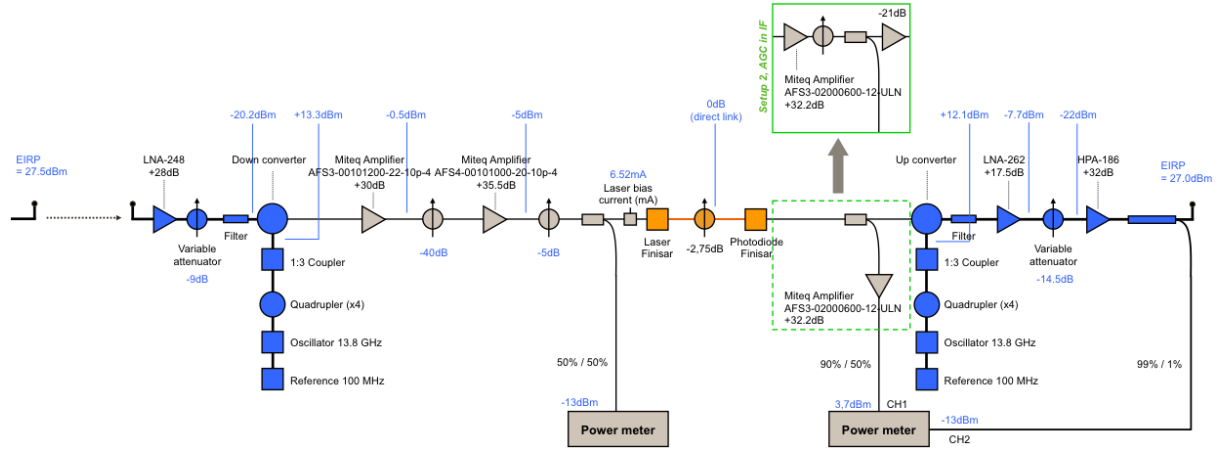 -21dB
Setup 2, AGC in IF
Miteq Amplifier
AFS3-02000600-12-ULN
+32.2dB
EIRP
= 27.5dBm
LNA-248
+28dB
-20.2dBm
Down converter
+13.3dBm
Miteq Amplifier
AFS3-00101200-22-10p-4
+30dB
-0.5dBm
Miteq Amplifier
AFS4-00101000-20-10p-4
+35.5dB
-5dBm
6.52mA
Laser bias
current (mA)
0dB
(direct link)
Up converter
+12.1dBm
LNA-262
+17.5dB
-7.7dBm
-22dBm
HPA-186
+32dB
EIRP
= 27.0dBm
Variable
attenuator
-9dB
Filter
1:3 Coupler
Quadrupler (x4)
Oscillator 13.8 GHz
Reference 100 MHz
-40dB
-5dB
Laser
Finisar
-2,75dB
Photodiode
Finisar
Miteq Amplifier
AFS3-02000600-12-ULN
+32.2dB
Filter
Variable
attenuator
-14.5dB
1:3 Coupler
Quadrupler (x4)
Oscillator 13.8 GHz
Reference 100 MHz
50% / 50%
90% / 50%
99% / 1%
-13dBm
Power meter
3,7dBm
CH1
Power meter
-13dBm
CH2